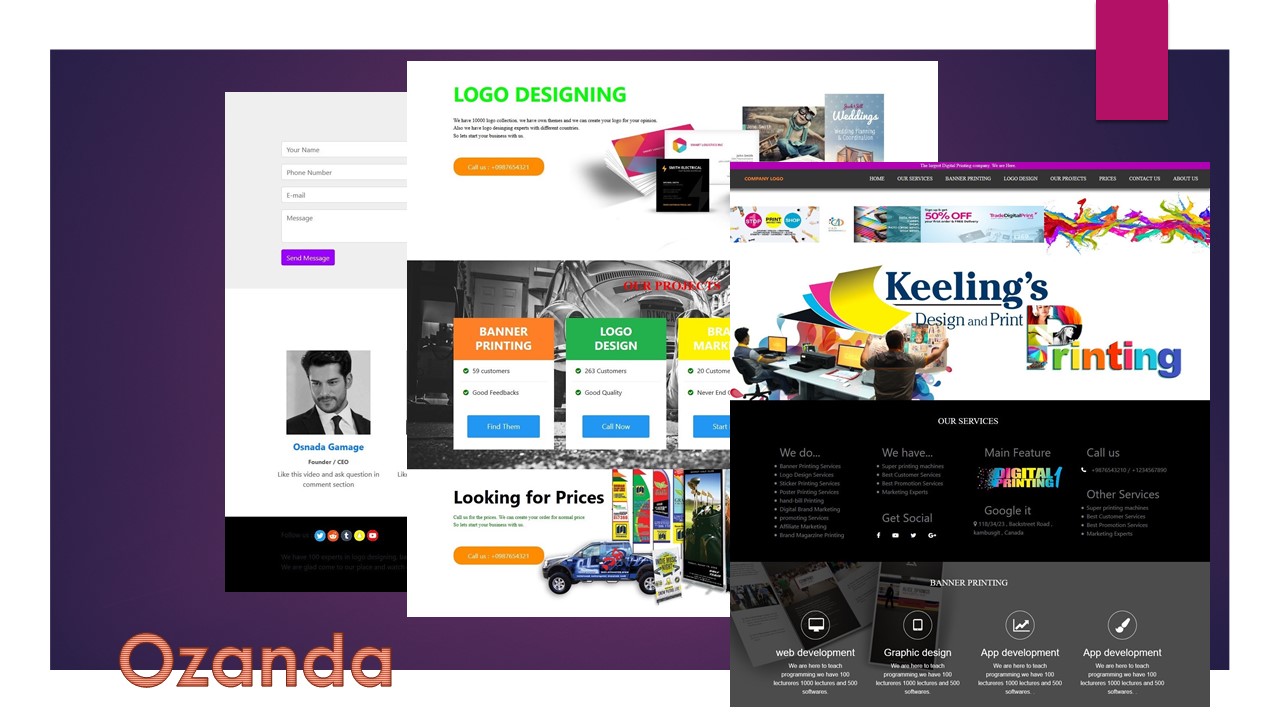 Your Name
Phone Number
E-mail
Message
Send Message
Osnada Gamage
Founder / CEO
Like this video and ask question in
comment section
Follow us
We have 100 experts in logo designing,
We are glad come to our place and watch
LOGO DESIGNING
We have 10000 logo collection. we have own themes and we can create your logo for your opinion.
Also we have logo designing experts with different countries.
So lets start your business with us.
Call us : +0987654321
SMITH ELECTRICAL
Weddings
Wedding Planning
& Coordination
OUR PROJECTS
BANNER
PRINTING
59 customers
Good Feedbacks
Find Them
LOGO
DESIGN
263 Customers
Good Quality
Call Now
BRA
MARK
20 Custome
Never End
Start
Looking for Prices
Call us for the prices. We can create your order for normal price
So lets start your business with us.
Call us : +0987654321
The largest Digital Printing company. We are Here.
COMPANY LOGO
HOME
OUR SERVICES
BANNER PRINTING
LOGO DESIGN
OUR PROJECTS
PRICES
CONTACT US
ABOUT US
STOP
PRINT
SHOP
50% OFF
TradeDigitalPrint
Keeling's
Design and Print
Printing
OUR SERVICES
We do...
Banner Printing Services
Logo Design Services
Sticker Printing Services
Poster Printing Services
hand-bill Printing
Digital Brand Marketing
promoting Services
Affiliate Marketing
Brand Magarzine Printing
We have...
Super printing machines
Best Customer Services
Best Promotion Services
Marketing Experts
Get Social
Main Feature
DIGITAL
PRINTING
Google it
118/34/23 , Backstreet Road ,
kambusgit , Canada
Call us
+9876543210 / +1234567890
Other Services
Super printing machines
Best Customer Services
Best Promotion Services
Marketing Experts
BANNER PRINTING
web development
We are here to teach
programming.we have 100
lectureres 1000 lectures and 500
softwares.
Graphic design
We are here to teach
programming.we have 100
lectureres 1000 lectures and 500
softwares.
App development
We are here to teach
programming.we have 100
lectureres 1000 lectures and 500
softwares. .
App development
We are here to teach
programming.we have 100
lectureres 1000 lectures and 500
softwares. .
Ozanda